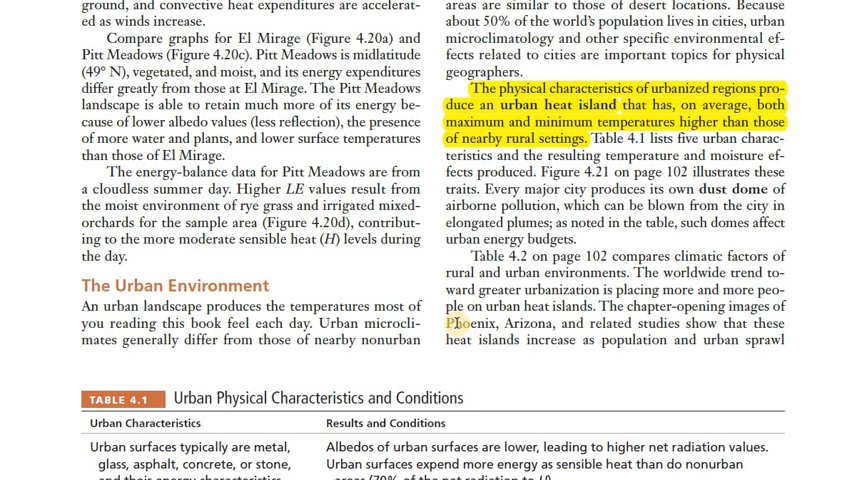 ground, and convective heat expenditures are accelerat-
ed as winds increase.
Compare graphs for El Mirage (Figure 4.20a) and
Pitt Meadows (Figure 4.20c). Pitt Meadows is midlatitude
(49° N), vegetated, and moist, and its energy expenditures
differ greatly from those at El Mirage. The Pitt Meadows
landscape is able to retain much more of its energy be-
cause of lower albedo values (less reflection), the presence
of more water and plants, and lower surface temperatures
than those of El Mirage.
The energy-balance data for Pitt Meadows are from
a cloudless summer day. Higher LE values result from
the moist environment of rye grass and irrigated mixed-
orchards for the sample area (Figure 4.20d), contribut-
ing to the more moderate sensible heat (H) levels during
the day.
The Urban Environment
An urban landscape produces the temperatures most of
you reading this book feel each day. Urban microcli-
mates generally differ from those of nearby nonurban
areas are similar to those of desert locations. Because
about 50% of the world's population lives in cities, urban
microclimatology and other specific environmental ef-
fects related to cities are important topics for physical
geographers.
The physical characteristics of urbanized regions pro-
duce an urban heat island that has, on average, both
maximum and minimum temperatures higher than those
of nearby rural settings. Table 4.1 lists five urban charac-
teristics and the resulting temperature and moisture ef-
fects produced. Figure 4.21 on page 102 illustrates these
traits. Every major city produces its own dust dome of
airborne pollution, which can be blown from the city in
elongated plumes; as noted in the table, such domes affect
urban energy budgets.
Table 4.2 on page 102 compares climatic factors of
rural and urban environments. The worldwide trend to-
ward greater urbanization is placing more and more peo-
ple on urban heat islands. The chapter-opening images of
Phoenix, Arizona, and related studies show that these
heat islands increase as population and urban sprawl
TABLE 4.1 Urban Physical Characteristics and Conditions
Urban Characteristics Results and Conditions
Urban surfaces typically are metal, Albedos of urban surfaces are lower, leading to higher net radiation values.
glass, asphalt, concrete, or stone, Urban surfaces expend more energy as sensible heat than do nonurban
and their energy characteristics areas (70% of the net radiation to H).